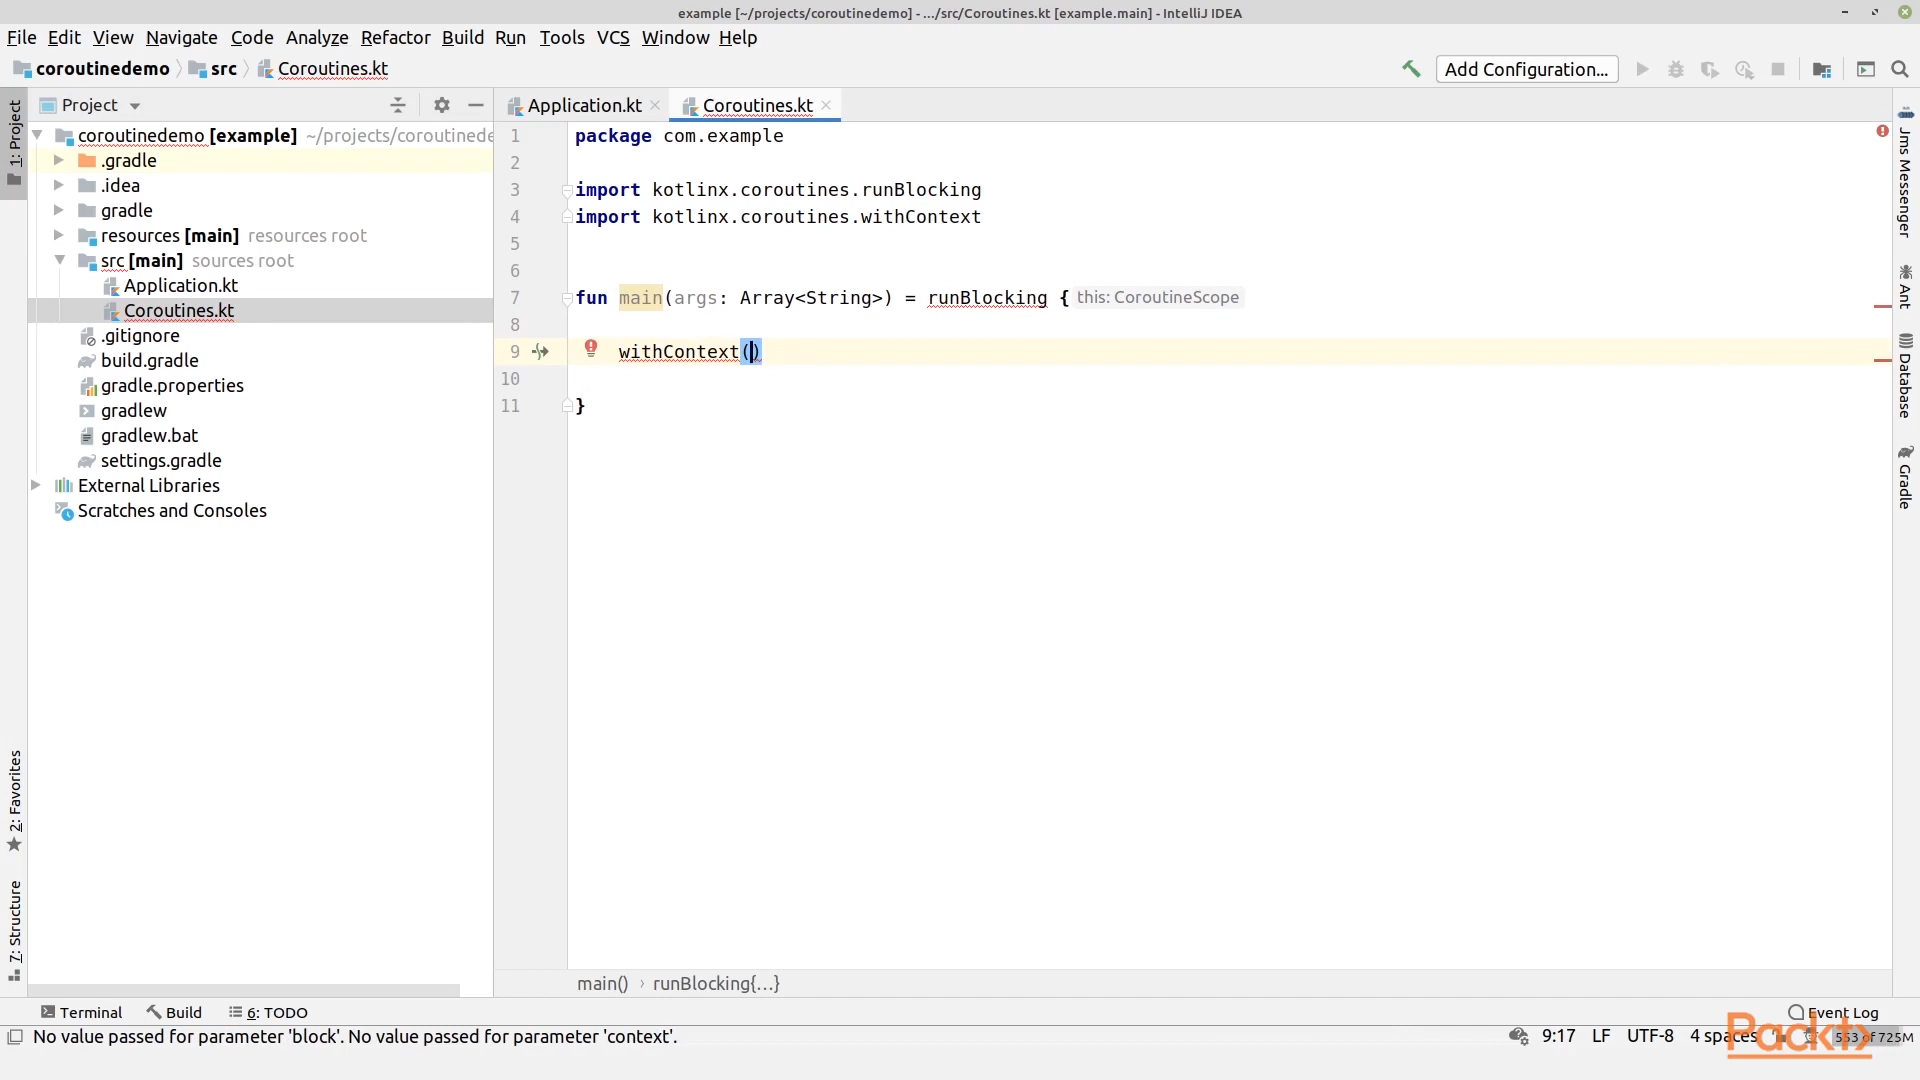 example [~/projects/coroutinedemo] - .../src/Coroutines.kt [example.main] - IntelliJ IDEA
File Edit View Navigate Code Analyze Refactor Build Run Tools VCS Window Help
coroutinedemo src Coroutines.kt
Add Configuration...
1: Project
Project
Application.kt
Coroutines.kt
coroutinedemo [example] ~/projects/coroutinede
.gradle
.idea
gradle
resources [main] resources root
src [main] sources root
Application.kt
Coroutines.kt
.gitignore
build.gradle
gradle.properties
gradlew
gradlew.bat
settings.gradle
External Libraries
Scratches and Consoles
1 package com.example
2
3 import kotlinx.coroutines.runBlocking
4 import kotlinx.coroutines.withContext
5
6
7 fun main(args: Array<String>) = runBlocking { this: CoroutineScope
8
9 withContext()
10
11 }
Jms Messenger
Ant
Database
Gradle
2: Favorites
7: Structure
main() › runBlocking{...}
Terminal Build 6: TODO
Event Log
No value passed for parameter 'block'. No value passed for parameter 'context'.
9:17 LF UTF-8 4 spaces 553 of 725M
Packt>